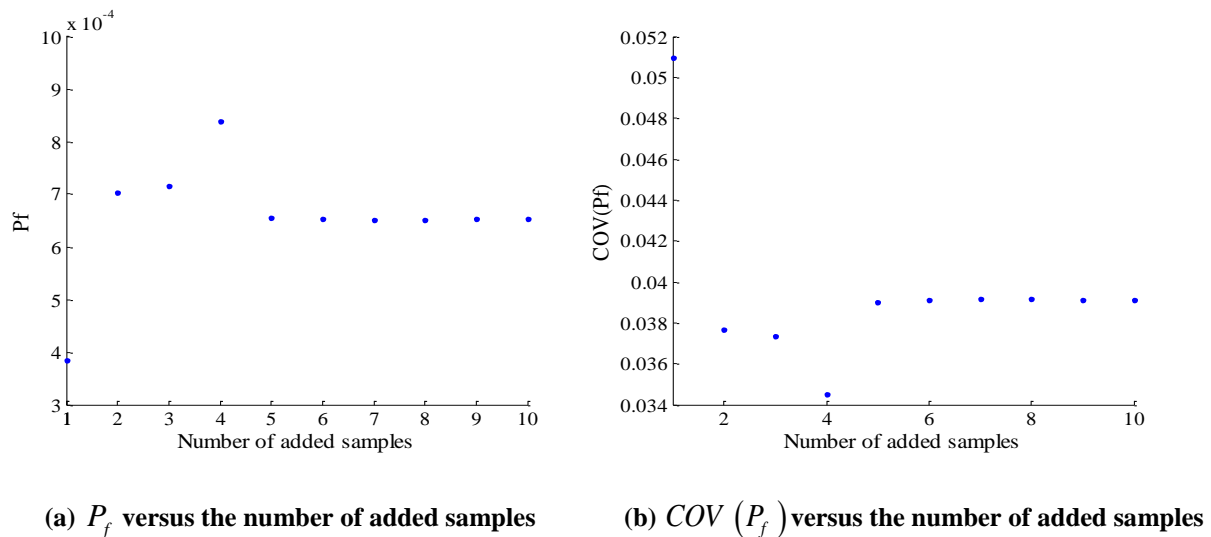 x 10^-4
10
9
8
7
6
5
4
3
Pf
1 2 3 4 5 6 7 8 9 10
Number of added samples
(a) P_f versus the number of added samples
0.052
0.05
0.048
0.046
0.044
0.042
0.04
0.038
0.036
0.034
COV(Pf)
2 4 6 8 10
Number of added samples
(b) COV (P_f) versus the number of added samples